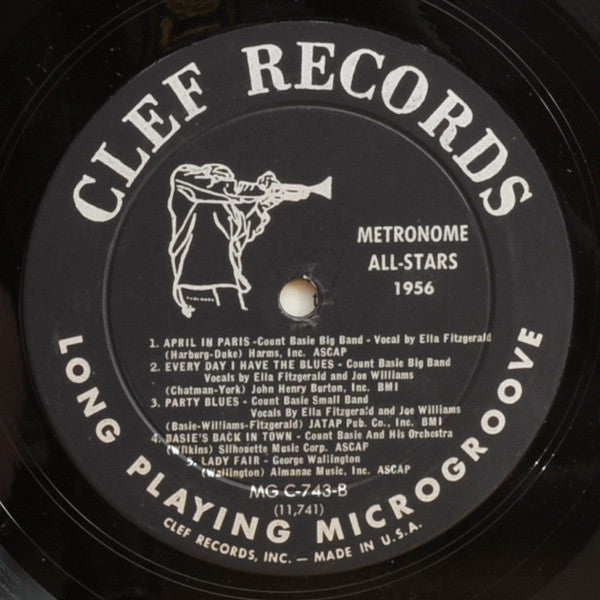 CLEF RECORDS
METRONOME
ALL-STARS
1956
1. APRIL IN PARIS - Count Basie Big Band - Vocal by Ella Fitzgerald
(Harburg-Duke) Harms, Inc. ASCAP
2. EVERY DAY I HAVE THE BLUES - Count Basie Big Band
Vocals by Ella Fitzgerald and Joe Williams
(Chatman-York) John Henry Burton, Inc. BMI
3. PARTY BLUES - Count Basie Small Band
Vocals By Ella Fitzgerald and Joe Williams
(Basie-Williams-Fitzgerald) JATAP Pub. Co., Inc. BMI
4. BASIE'S BACK IN TOWN - Count Basie And His Orchestra
(Wilkins) Silhouette Music Corp. ASCAP
5. LADY FAIR - George Wallington
(Wallington) Almanac Music, Inc. ASCAP
MG C-743-B
(11,741)
LONG PLAYING MICROGROOVE
CLEF RECORDS, INC. — MADE IN U.S.A.